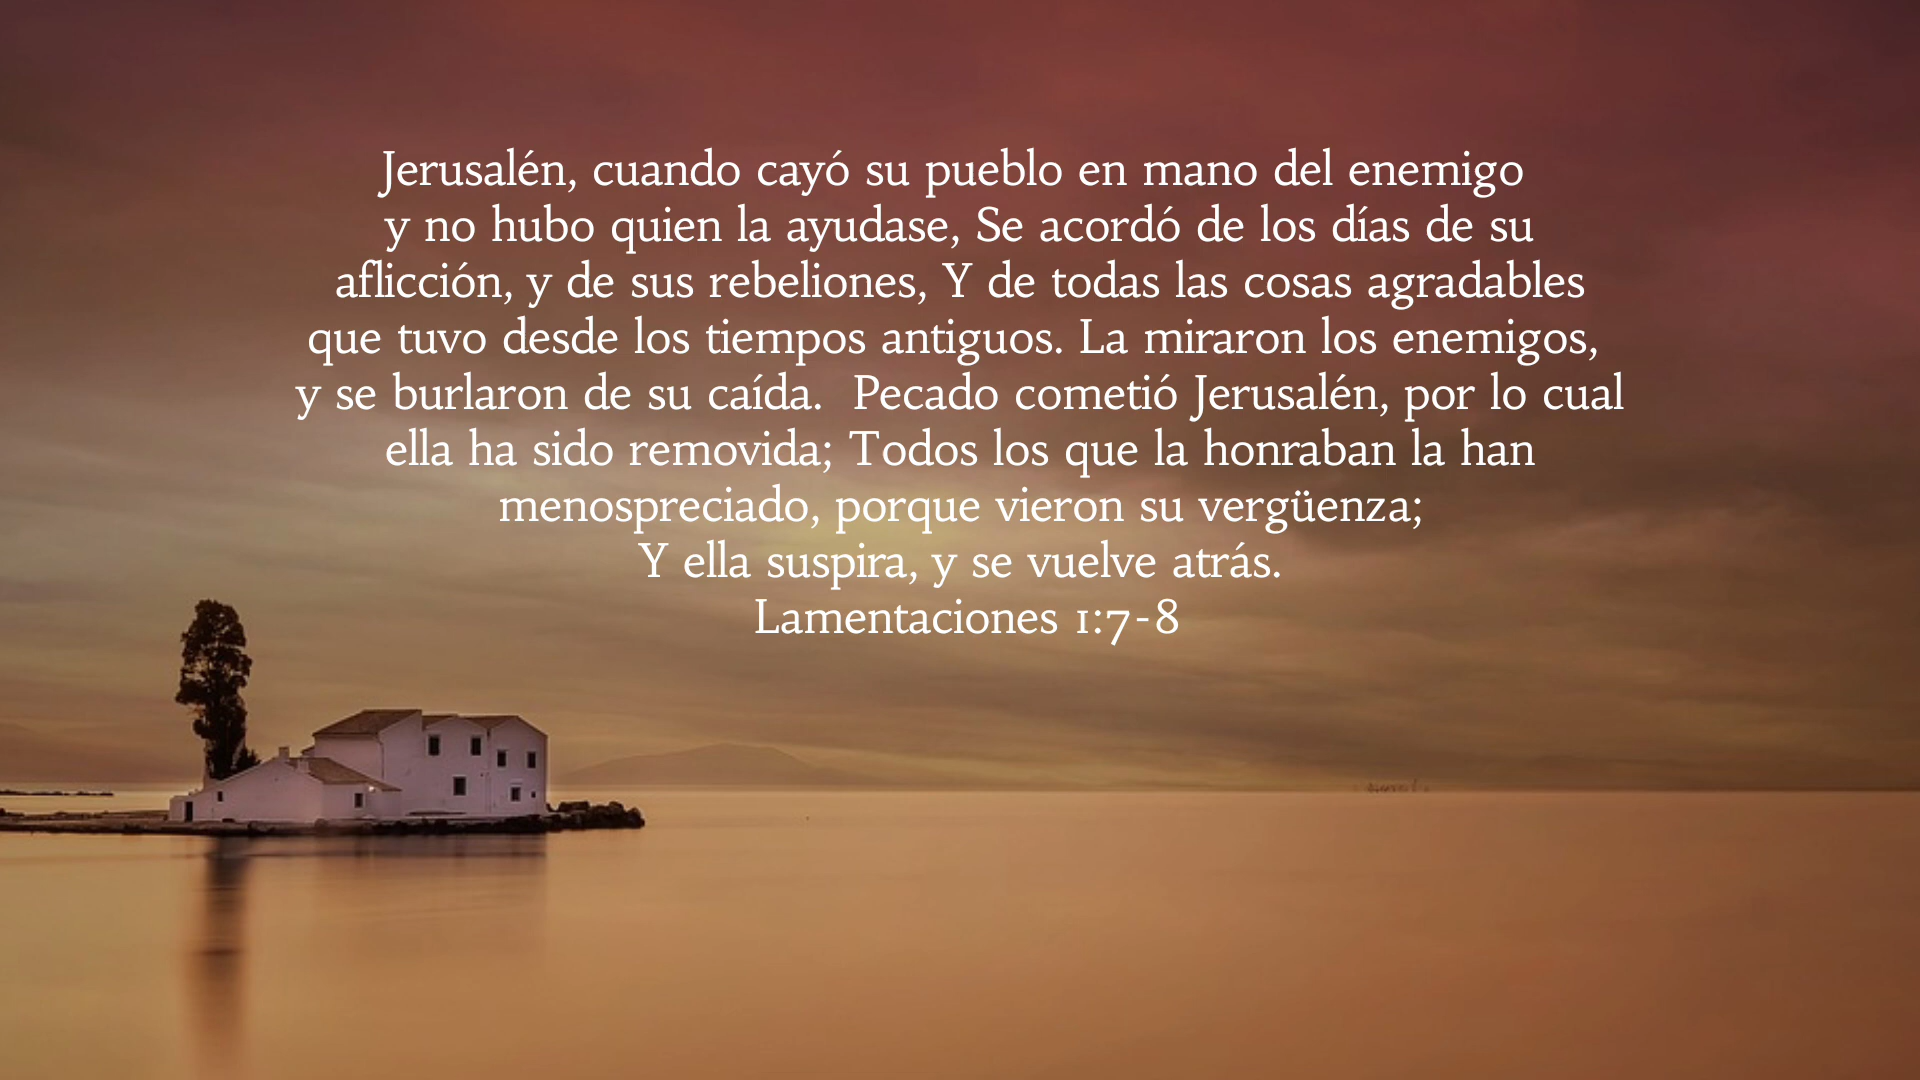 Jerusalén, cuando cayó su pueblo en mano del enemigo
y no hubo quien la ayudase, Se acordó de los días de su
aflicción, y de sus rebeliones, Y de todas las cosas agradables
que tuvo desde los tiempos antiguos. La miraron los enemigos,
y se burlaron de su caída.  Pecado cometió Jerusalén, por lo cual
ella ha sido removida; Todos los que la honraban la han
menospreciado, porque vieron su vergüenza;
Y ella suspira, y se vuelve atrás.
Lamentaciones 1:7-8